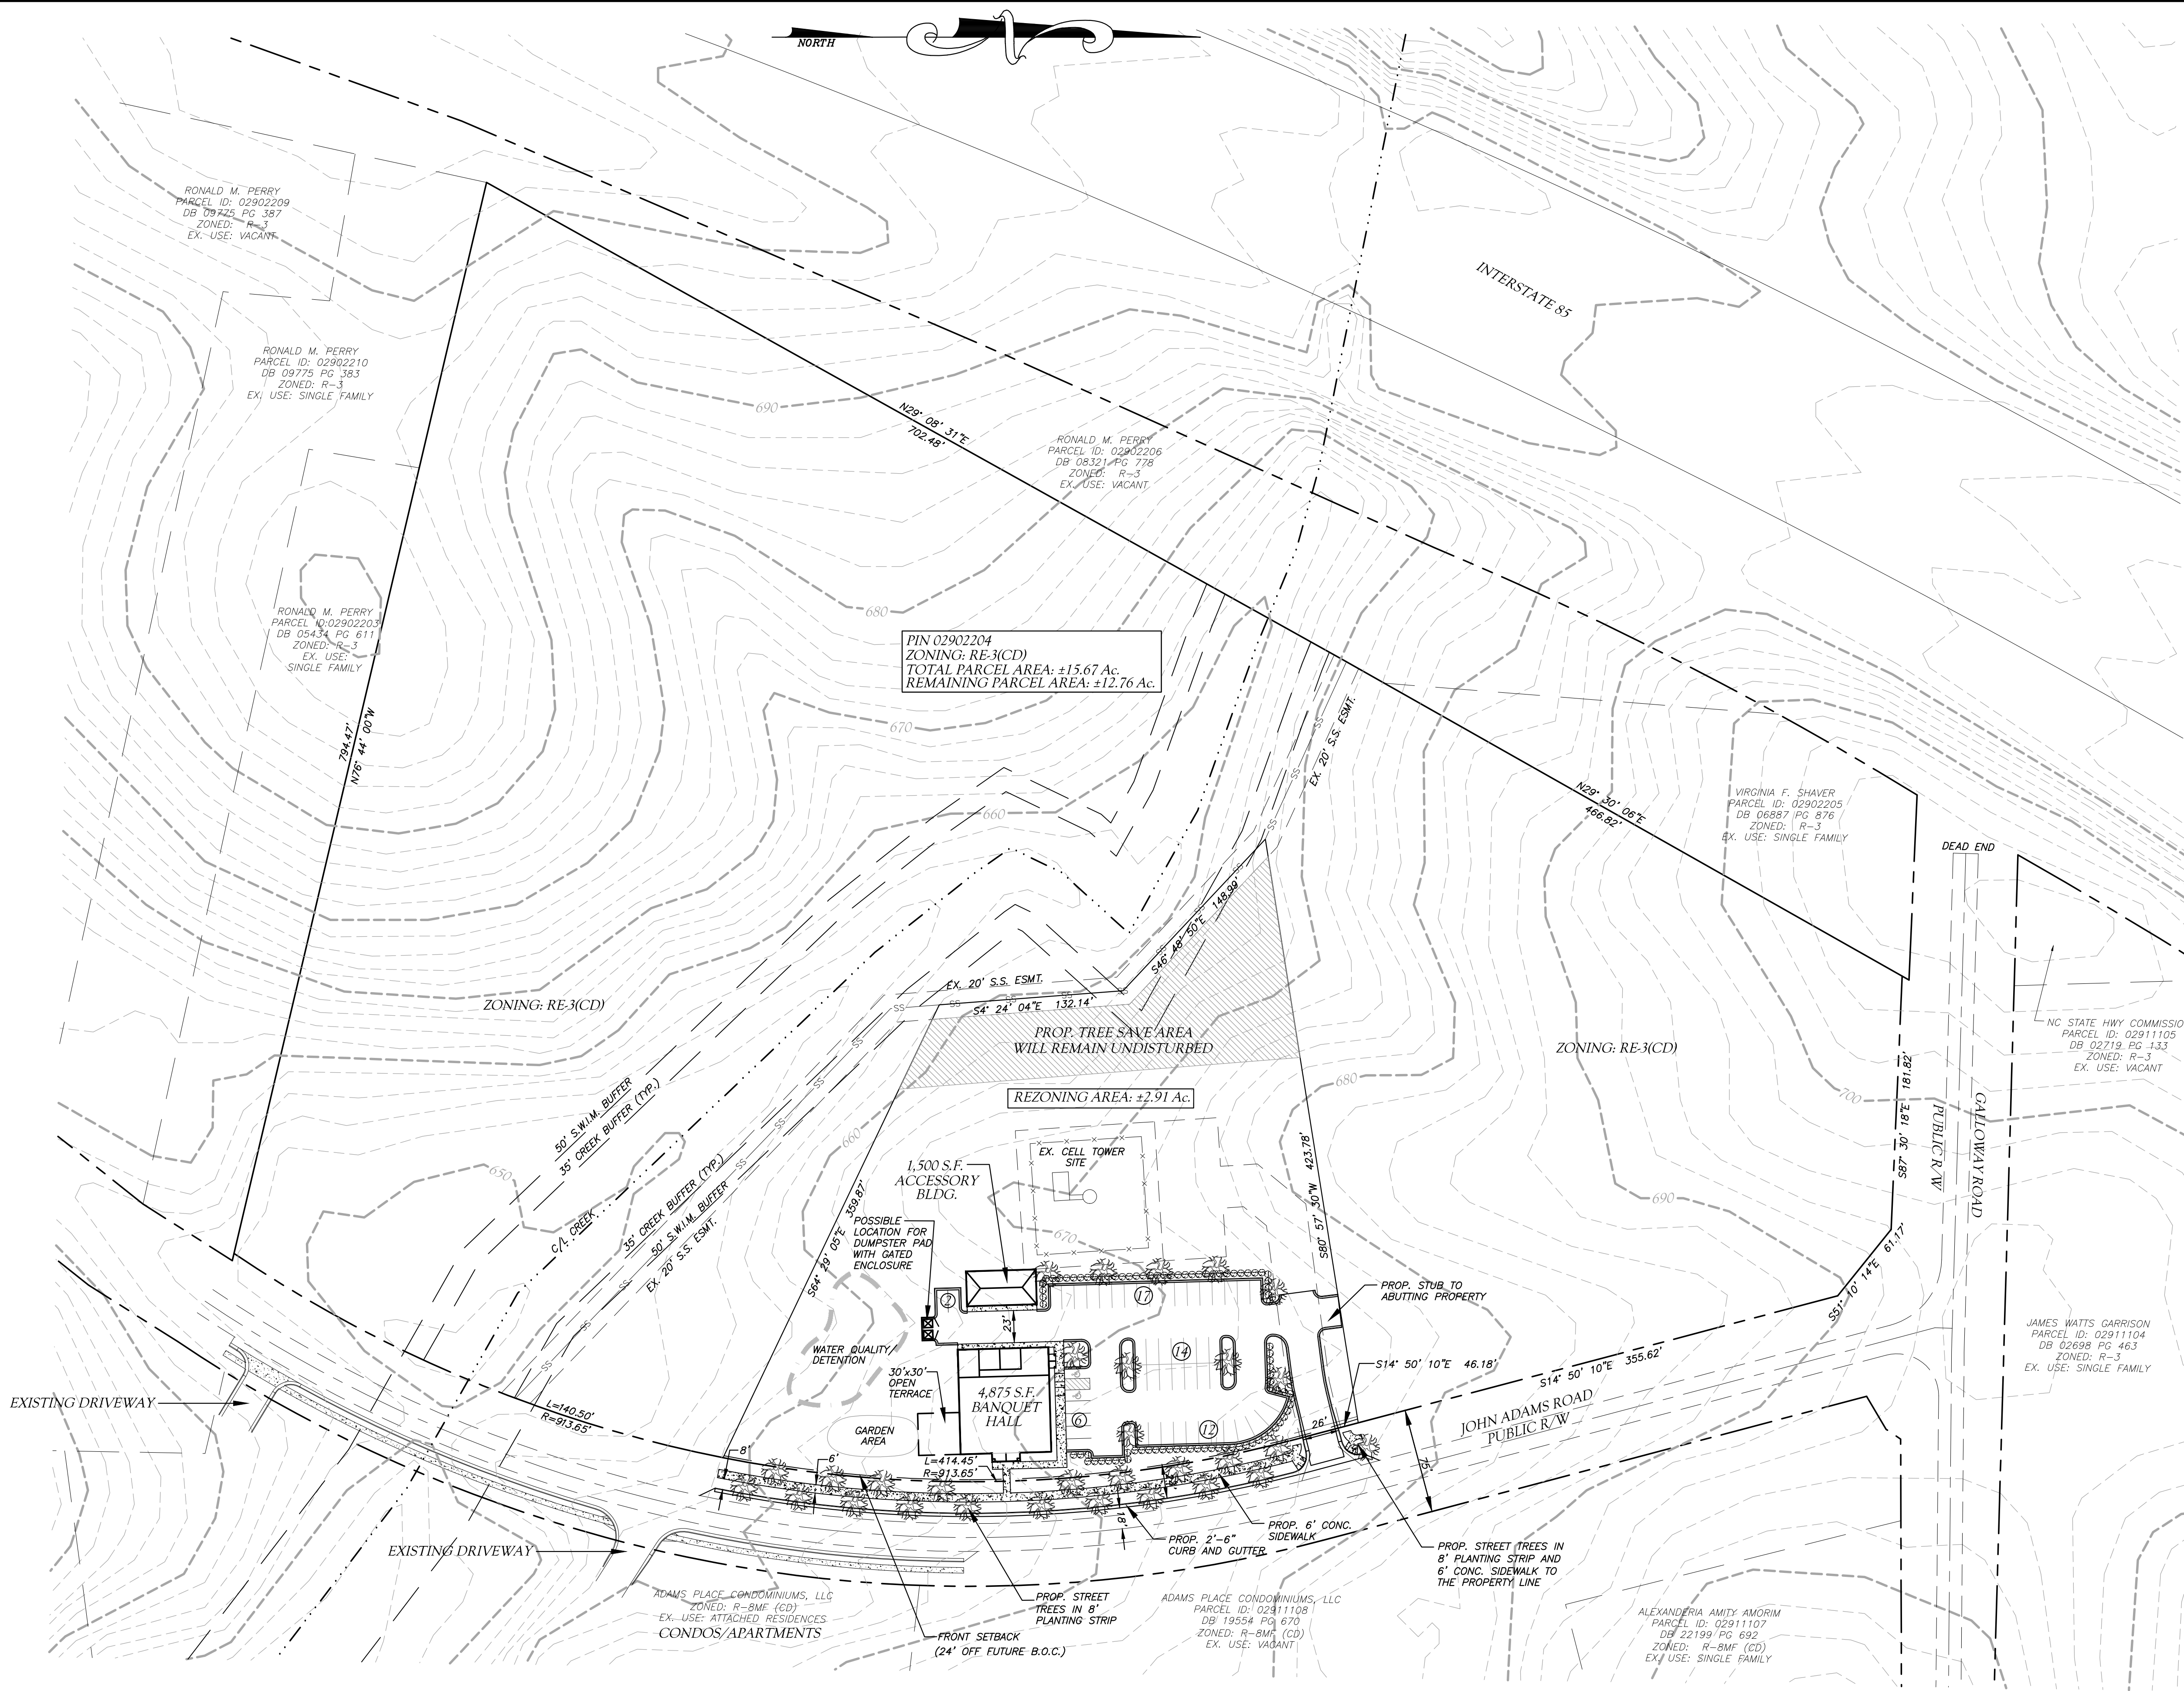 NORTH
RONALD M. PERRY
PARCEL ID: 02902209
DB 09775 PG 387
ZONED: R-3
EX. USE: VACANT
INTERSTATE 85
RONALD M. PERRY
PARCEL ID: 02902210
DB 09775 PG 383
ZONED: R-3
EX. USE: SINGLE FAMILY
690
N29° 08' 31"E
702.48'
RONALD M. PERRY
PARCEL ID: 02902206
DB 08321 PG 778
ZONED: R-3
EX. USE: VACANT
RONALD M. PERRY
PARCEL ID:02902203
DB 05434 PG 611
ZONED: R-3
EX. USE:
SINGLE FAMILY
680
PIN 02902204
ZONING: RE-3(CD)
TOTAL PARCEL AREA: ±15.67 Ac.
REMAINING PARCEL AREA: ±12.76 Ac.
794.47'
N76° 44' 00"W
670
SS
SS
EX. 20' S.S. ESMT.
660
SS
N29° 30' 06"E
466.82'
VIRGINIA F. SHAVER
PARCEL ID: 02902205
DB 06887 PG 876
ZONED: R-3
EX. USE: SINGLE FAMILY
DEAD END
SS
S46° 48' 50"E 148.99'
SS
EX. 20' S.S. ESMT.
SS
SS
SS
SS
SS
S4° 24' 04"E 132.14'
ZONING: RE-3(CD)
PROP. TREE SAVE AREA
WILL REMAIN UNDISTURBED
ZONING: RE-3(CD)
NC STATE HWY COMMISSIO
PARCEL ID: 02911105
DB 02719 PG 133
ZONED: R-3
EX. USE: VACANT
REZONING AREA: ±2.91 Ac.
680
700
S87° 30' 18"E 181.82'
PUBLIC R/W
GALLOWAY ROAD
50' S.W.I.M. BUFFER
35' CREEK BUFFER (TYP.)
SS
SS
SS
SS
660
650
C/L CREEK
35' CREEK BUFFER (TYP.)
50' S.W.I.M. BUFFER
EX. 20' S.S. ESMT.
SS
SS
SS
S64° 29' 05"E 359.87'
1,500 S.F.
ACCESSORY
BLDG.
EX. CELL TOWER
SITE
S80° 57' 30"W 423.78'
690
POSSIBLE
LOCATION FOR
DUMPSTER PAD
WITH GATED
ENCLOSURE
670
S51° 10' 14"E 61.17'
2
17
23'
PROP. STUB TO
ABUTTING PROPERTY
JAMES WATTS GARRISON
PARCEL ID: 02911104
DB 02698 PG 463
ZONED: R-3
EX. USE: SINGLE FAMILY
WATER QUALITY/
DETENTION
14
S14° 50' 10"E 46.18'
S14° 50' 10"E 355.62'
30'x30'
OPEN
TERRACE
4,875 S.F.
BANQUET
HALL
6
12
26'
EXISTING DRIVEWAY
L=140.50'
R=913.65'
GARDEN
AREA
JOHN ADAMS ROAD
PUBLIC R/W
75'
8'
6'
L=414.45'
R=913.65'
18'
PROP. 6' CONC.
SIDEWALK
PROP. 2'-6"
CURB AND GUTTER
PROP. STREET TREES IN
8' PLANTING STRIP AND
6' CONC. SIDEWALK TO
THE PROPERTY LINE
EXISTING DRIVEWAY
ADAMS PLACE CONDOMINIUMS, LLC
ZONED: R-8MF (CD)
EX. USE: ATTACHED RESIDENCES
CONDOS/APARTMENTS
PROP. STREET
TREES IN 8'
PLANTING STRIP
FRONT SETBACK
(24' OFF FUTURE B.O.C.)
ADAMS PLACE CONDOMINIUMS, LLC
PARCEL ID: 02911108
DB 19554 PG 670
ZONED: R-8MF (CD)
EX. USE: VACANT
ALEXANDERIA AMITY AMORIM
PARCEL ID: 02911107
DB 22199 PG 692
ZONED: R-8MF (CD)
EX. USE: SINGLE FAMILY